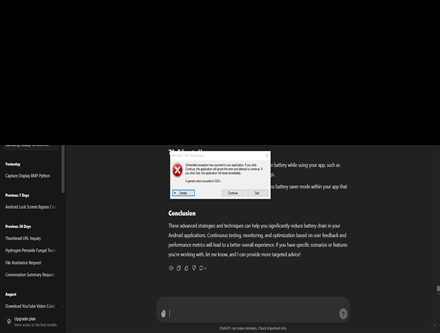 Yesterday
Capture Display BMP Python
Previous 7 Days
Android Lock Screen Bypass
Previous 30 Days
Thumbnail URL Inquiry
Hydrogen Peroxide Fungal
File Assistance Request
Conversation Summary Request
August
Download YouTube Video
Upgrade plan
More access to the best models
battery while using your app, such as
Unhandled exception has occurred in your application. If you click
Continue, the application will ignore this error and attempt to continue. If
you click Quit, the application will close immediately.
A generic error occurred in GDI+.
Details
Continue
Quit
battery saver mode within your app that
Conclusion
These advanced strategies and techniques can help you significantly reduce battery drain in your
Android applications. Continuous testing, monitoring, and optimization based on user feedback and
performance metrics will lead to a better overall experience. If you have specific scenarios or features
you're working with, let me know, and I can provide more targeted advice!
ChatGPT can make mistakes. Check important info.